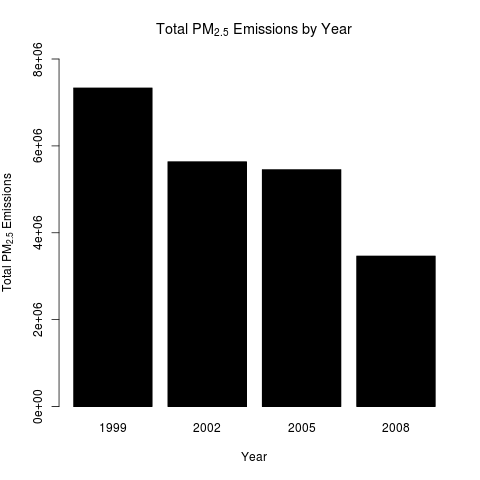 Total PM2.5 Emissions by Year
Total PM2.5 Emissions
8e+06
6e+06
4e+06
2e+06
0e+00
1999 2002 2005 2008
Year